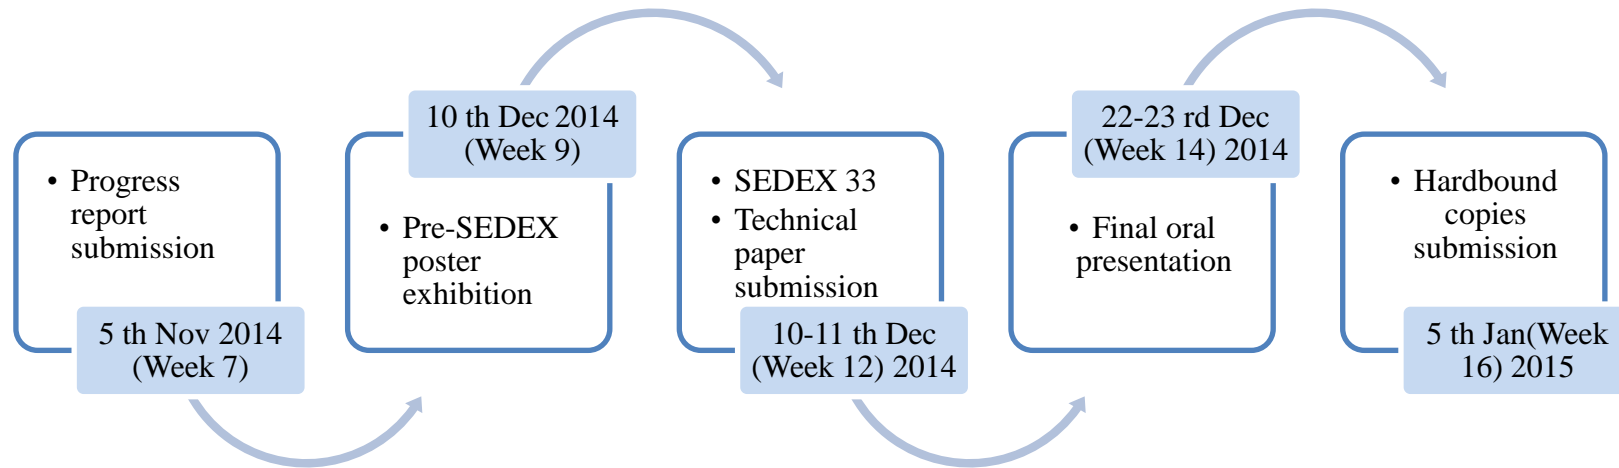 • Progress
report
submission
5 th Nov 2014
(Week 7)
10 th Dec 2014
(Week 9)
• Pre-SEDEX
poster
exhibition
• SEDEX 33
• Technical
paper
submission
10-11 th Dec
(Week 12) 2014
22-23 rd Dec
(Week 14) 2014
• Final oral
presentation
• Hardbound
copies
submission
5 th Jan(Week
16) 2015